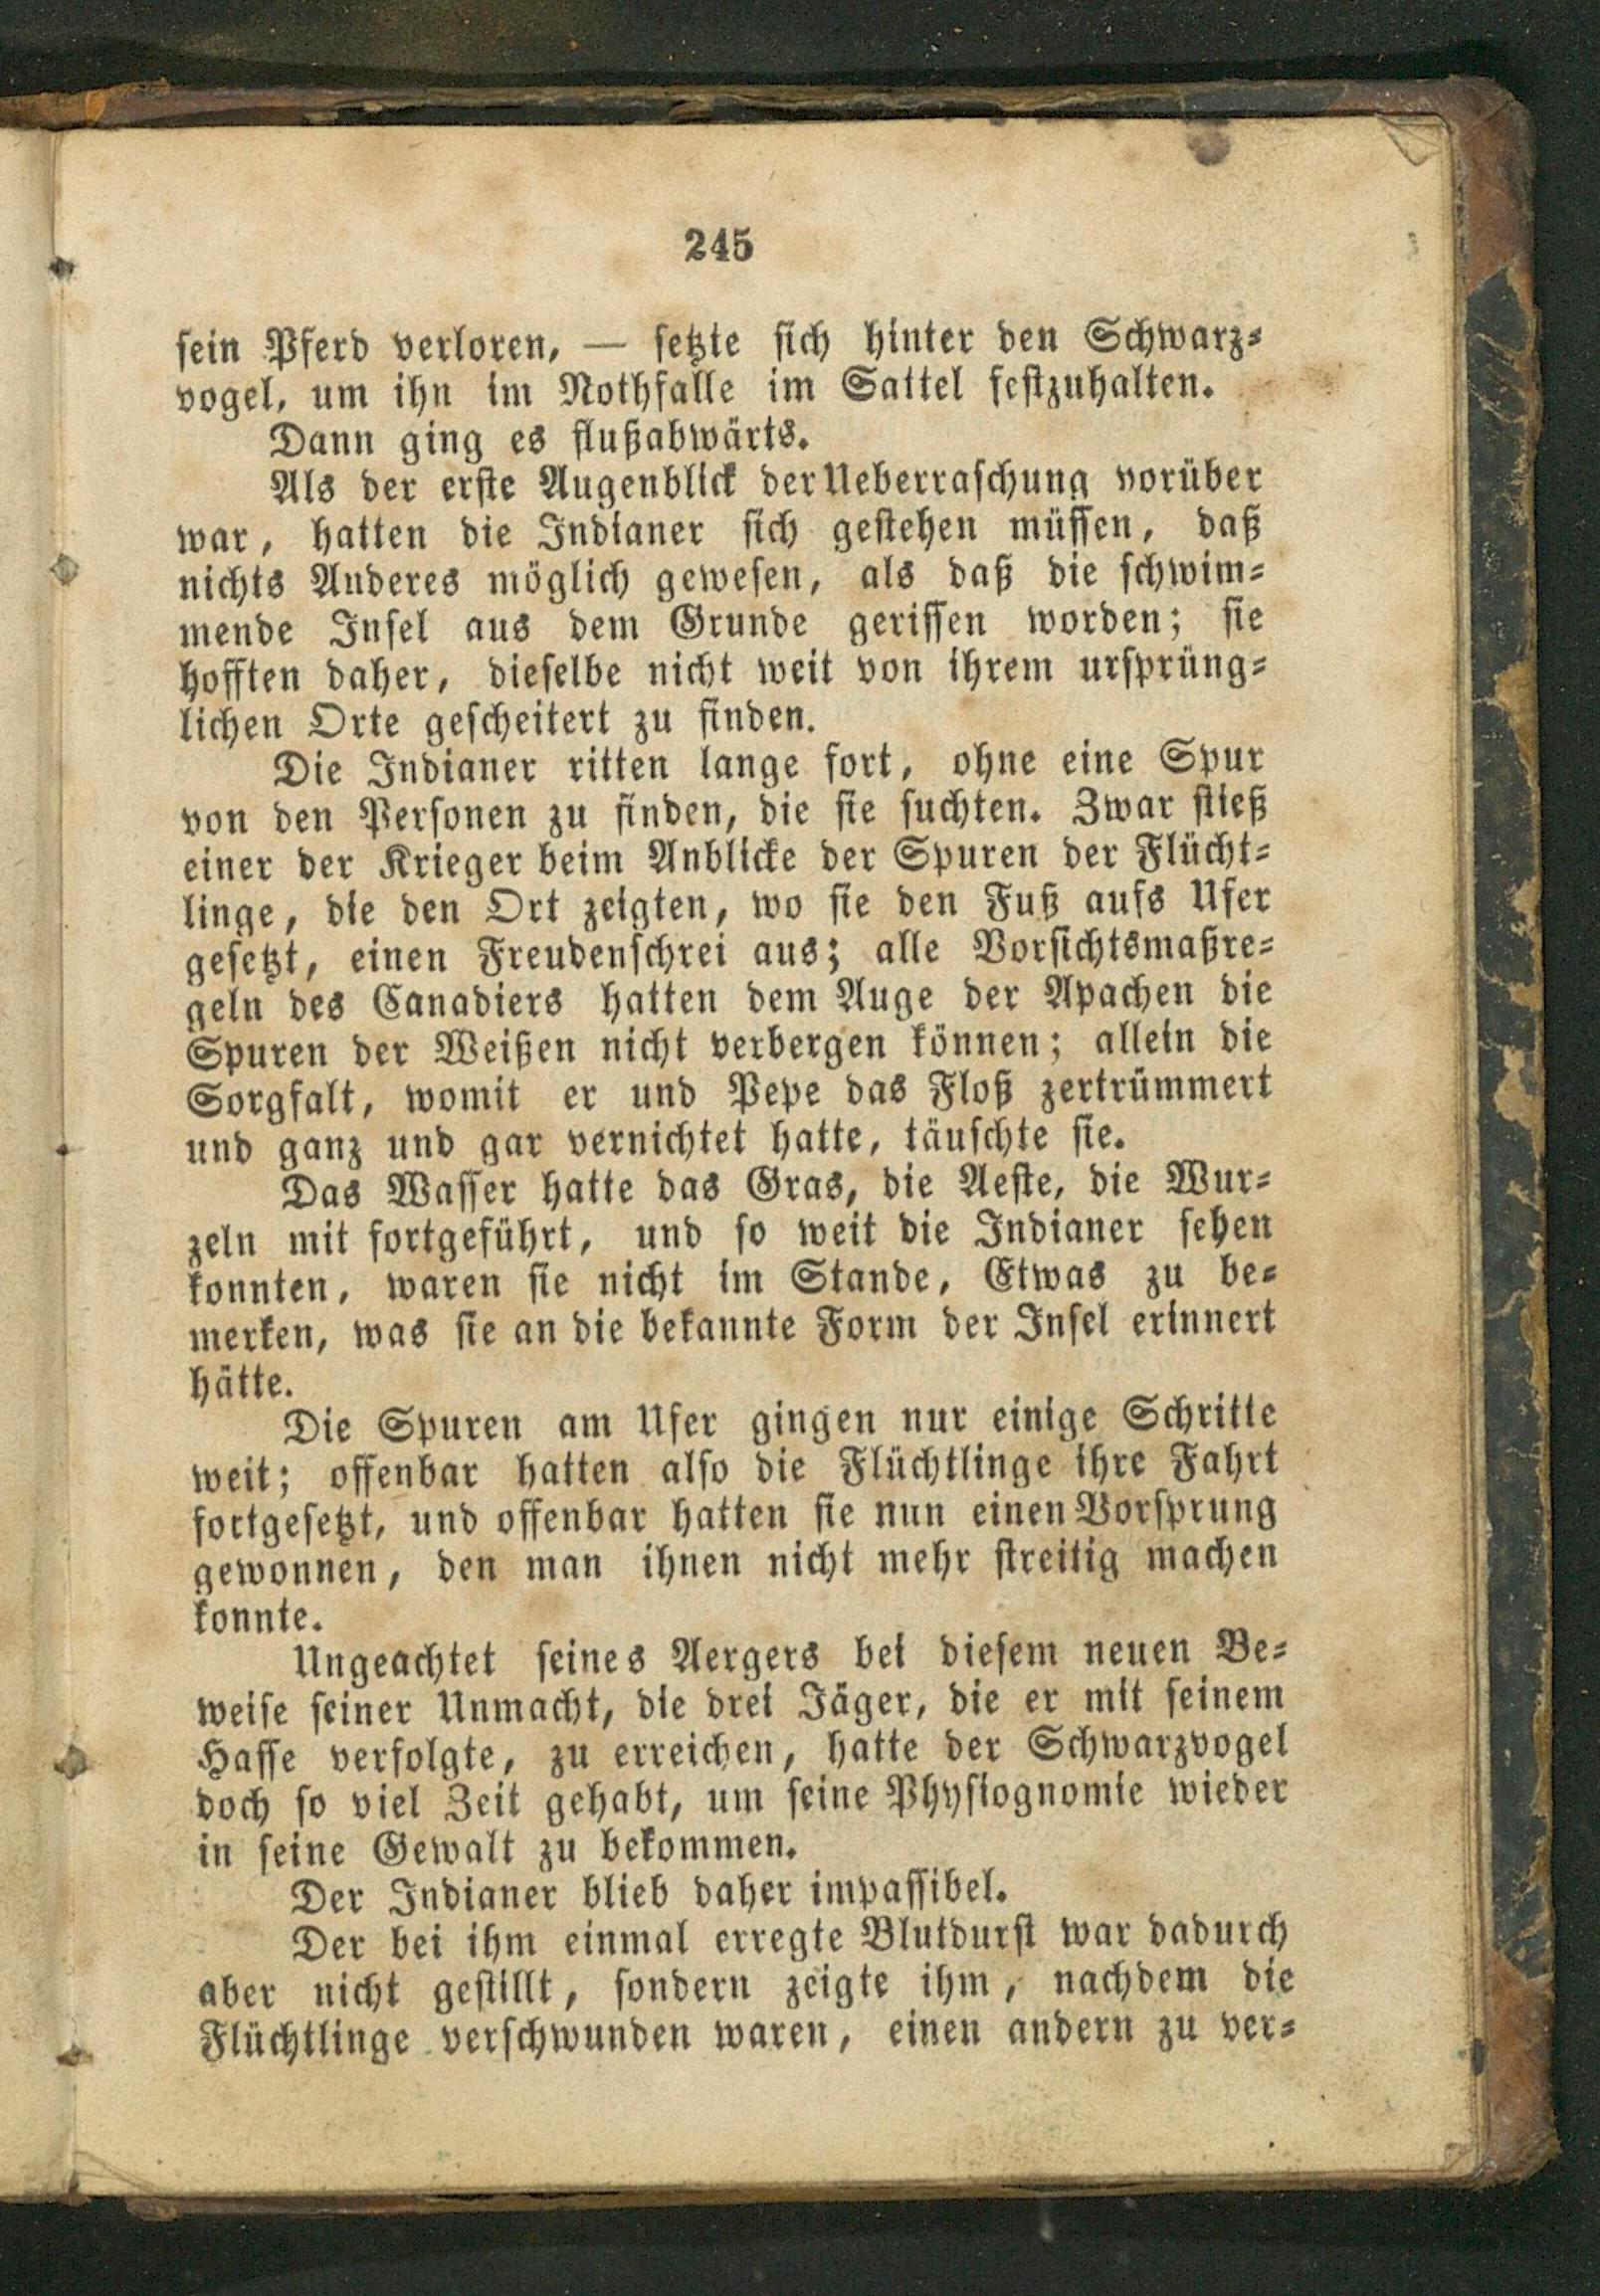 245
sein Pferd verloren, — setzte sich hinter den Schwarz-
vogel, um ihn im Nothfalle im Sattel festzuhalten.
Dann ging es flußabwärts.
Als der erste Augenblick der Ueberraschung vorüber
war, hatten die Indianer sich gestehen müssen, daß
nichts Anderes möglich gewesen, als daß die schwim-
mende Insel aus dem Grunde gerissen worden; sie
hofften daher, dieselbe nicht weit von ihrem ursprüng-
lichen Orte gescheitert zu finden.
Die Indianer ritten lange fort, ohne eine Spur
von den Personen zu finden, die sie suchten. Zwar stieß
einer der Krieger beim Anblicke der Spuren der Flücht-
linge, die den Ort zeigten, wo sie den Fuß aufs Ufer
gesetzt, einen Freudenschrei aus; alle Vorsichtsmaßre-
geln des Canadiers hatten dem Auge der Apachen die
Spuren der Weißen nicht verbergen können; allein die
Sorgfalt, womit er und Pepe das Floß zertrümmert
und ganz und gar vernichtet hatte, täuschte sie.
Das Wasser hatte das Gras, die Aeste, die Wur-
zeln mit fortgeführt, und so weit die Indianer sehen
konnten, waren sie nicht im Stande, Etwas zu be-
merken, was sie an die bekannte Form der Insel erinnert
hätte.
Die Spuren am Ufer gingen nur einige Schritte
weit; offenbar hatten also die Flüchtlinge ihre Fahrt
fortgesetzt, und offenbar hatten sie nun einen Vorsprung
gewonnen, den man ihnen nicht mehr streitig machen
konnte.
Ungeachtet seines Aergers bei diesem neuen Be-
weise seiner Unmacht, die drei Jäger, die er mit seinem
Hasse verfolgte, zu erreichen, hatte der Schwarzvogel
doch so viel Zeit gehabt, um seine Physiognomie wieder
in seine Gewalt zu bekommen.
Der Indianer blieb daher impassibel.
Der bei ihm einmal erregte Blutdurst war dadurch
aber nicht gestillt, sondern zeigte ihm, nachdem die
Flüchtlinge verschwunden waren, einen andern zu ver-